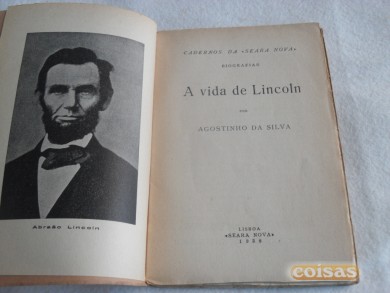 Abraão Lincoln
CADERNOS DA «SEARA NOVA»
BIOGRAFIAS
A vida de Lincoln
POR
AGOSTINHO DA SILVA
LISBOA
«SEARA NOVA»
coisas